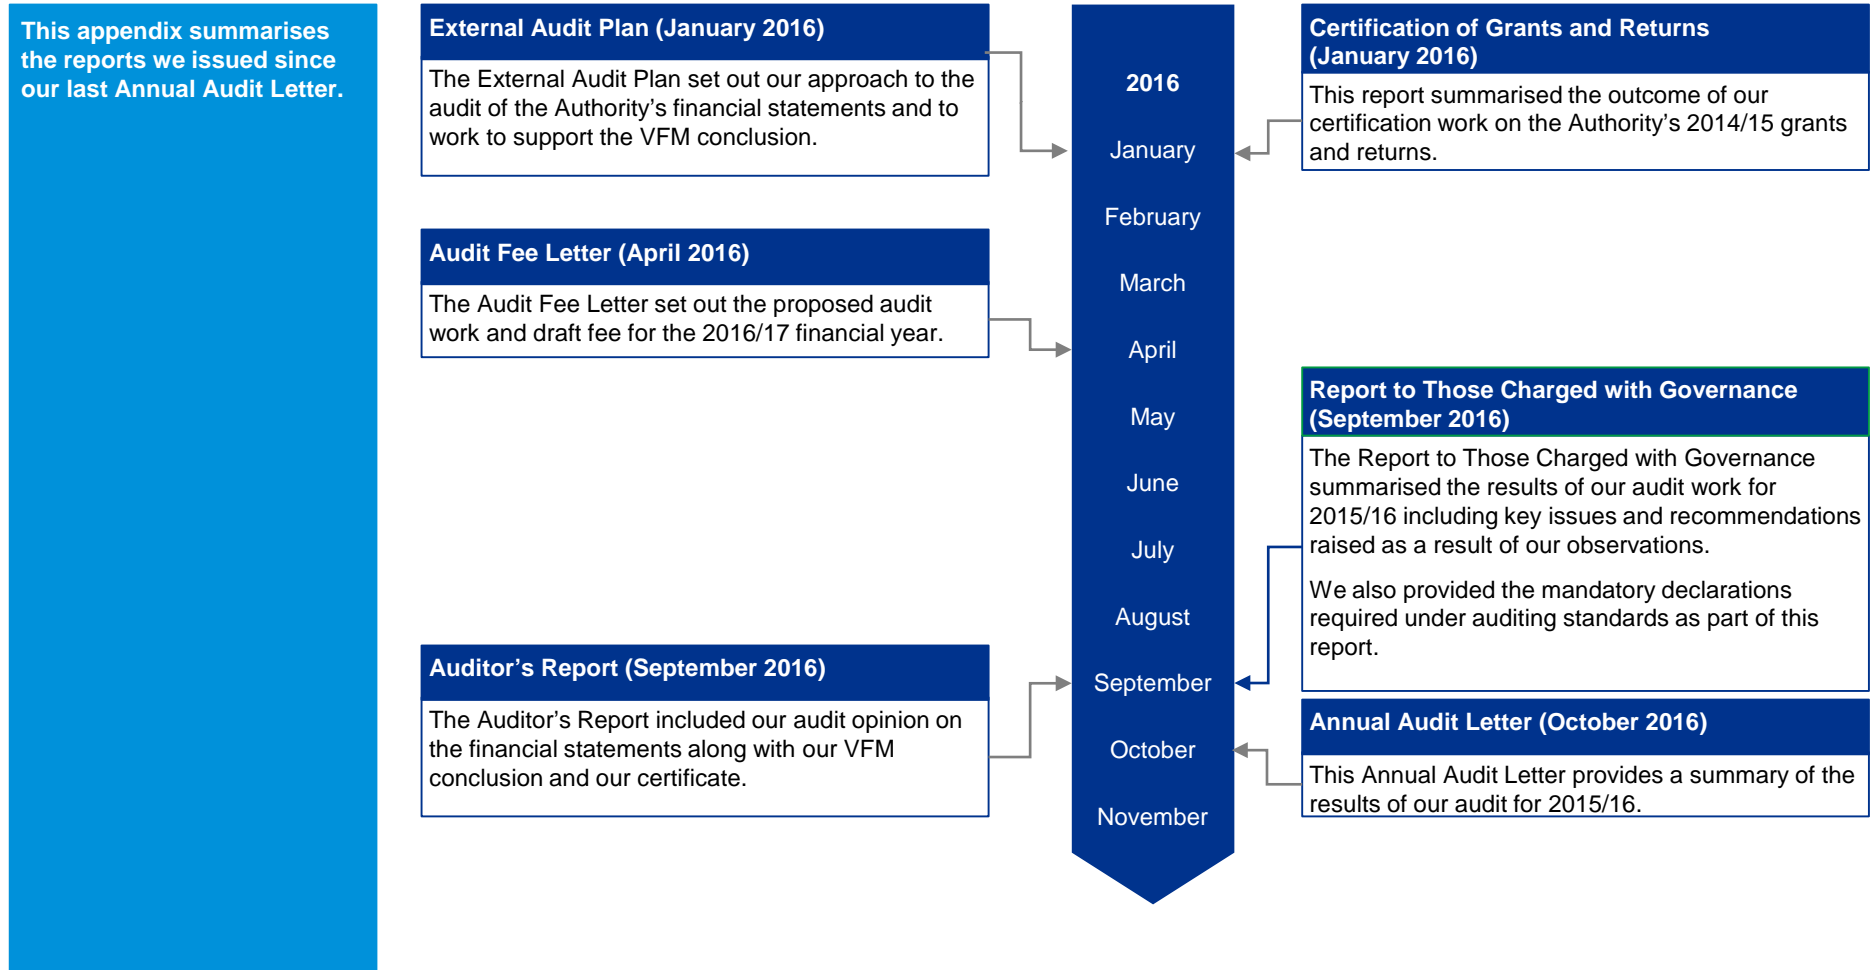 This appendix summarises
the reports we issued since
our last Annual Audit Letter.
External Audit Plan (January 2016)
The External Audit Plan set out our approach to the
audit of the Authority’s financial statements and to
work to support the VFM conclusion.
Audit Fee Letter (April 2016)
The Audit Fee Letter set out the proposed audit
work and draft fee for the 2016/17 financial year.
Auditor’s Report (September 2016)
The Auditor’s Report included our audit opinion on
the financial statements along with our VFM
conclusion and our certificate.
2016
January
February
March
April
May
June
July
August
September
October
November
Certification of Grants and Returns
(January 2016)
This report summarised the outcome of our
certification work on the Authority’s 2014/15 grants
and returns.
Report to Those Charged with Governance
(September 2016)
The Report to Those Charged with Governance
summarised the results of our audit work for
2015/16 including key issues and recommendations
raised as a result of our observations.
We also provided the mandatory declarations
required under auditing standards as part of this
report.
Annual Audit Letter (October 2016)
This Annual Audit Letter provides a summary of the
results of our audit for 2015/16.